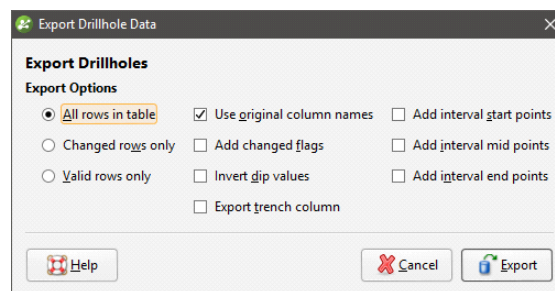 Export Drillhole Data
Export Drillholes
Export Options
All rows in table
Use original column names
Add interval start points
Changed rows only
Add changed flags
Add interval mid points
Valid rows only
Invert dip values
Add interval end points
Export trench column
Help
Cancel
Export